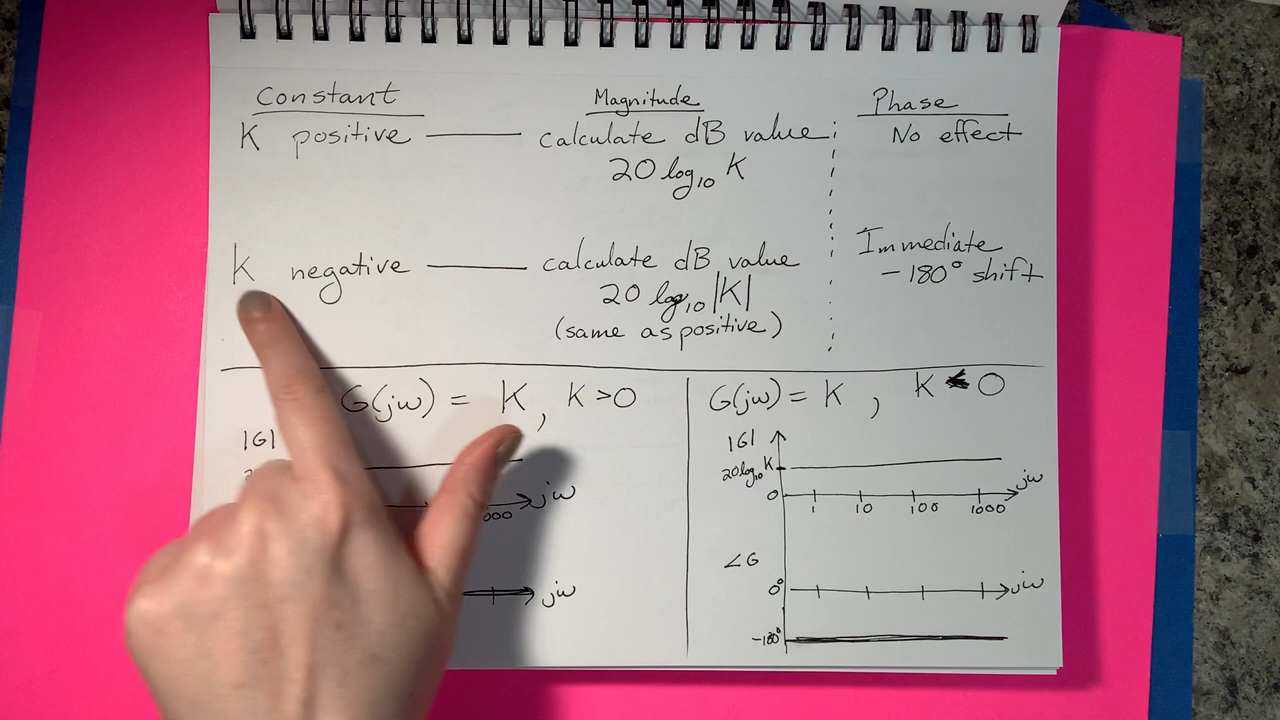 Constant Magnitude Phase
K positive — calculate dB value No effect
20 log₁₀ K
K negative — calculate dB value Immediate
20 log₁₀ |K| -180° shift
(same as positive)
G(jω) = K, K > 0
|G|
jω
jω
G(jω) = K, K < 0
|G|
20log₁₀K
0 1 10 100 1000 jω
∠G
0° jω
-180°